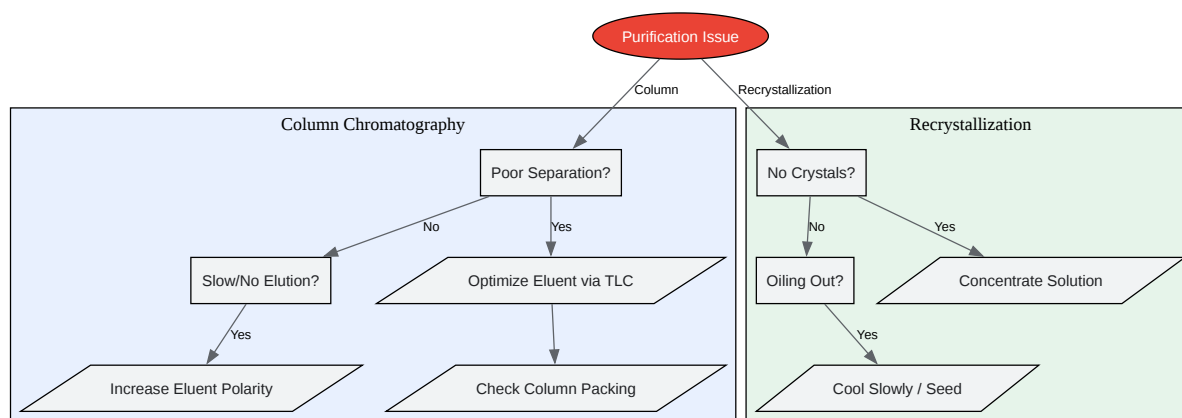 Purification Issue
Column
Recrystallization
Column Chromatography
Recrystallization
Poor Separation?
No Crystals?
No
Yes
No
Yes
Slow/No Elution?
Optimize Eluent via TLC
Oiling Out?
Concentrate Solution
Yes
Yes
Increase Eluent Polarity
Check Column Packing
Cool Slowly / Seed